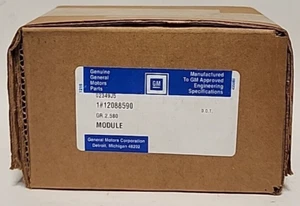 Genuine
General
Motors
Parts
GM
Manufactured
To GM Approved
Engineering
Specifications
1#12088590
GR 2.580
MODULE
General Motors Corporation
Detroit, Michigan 48202